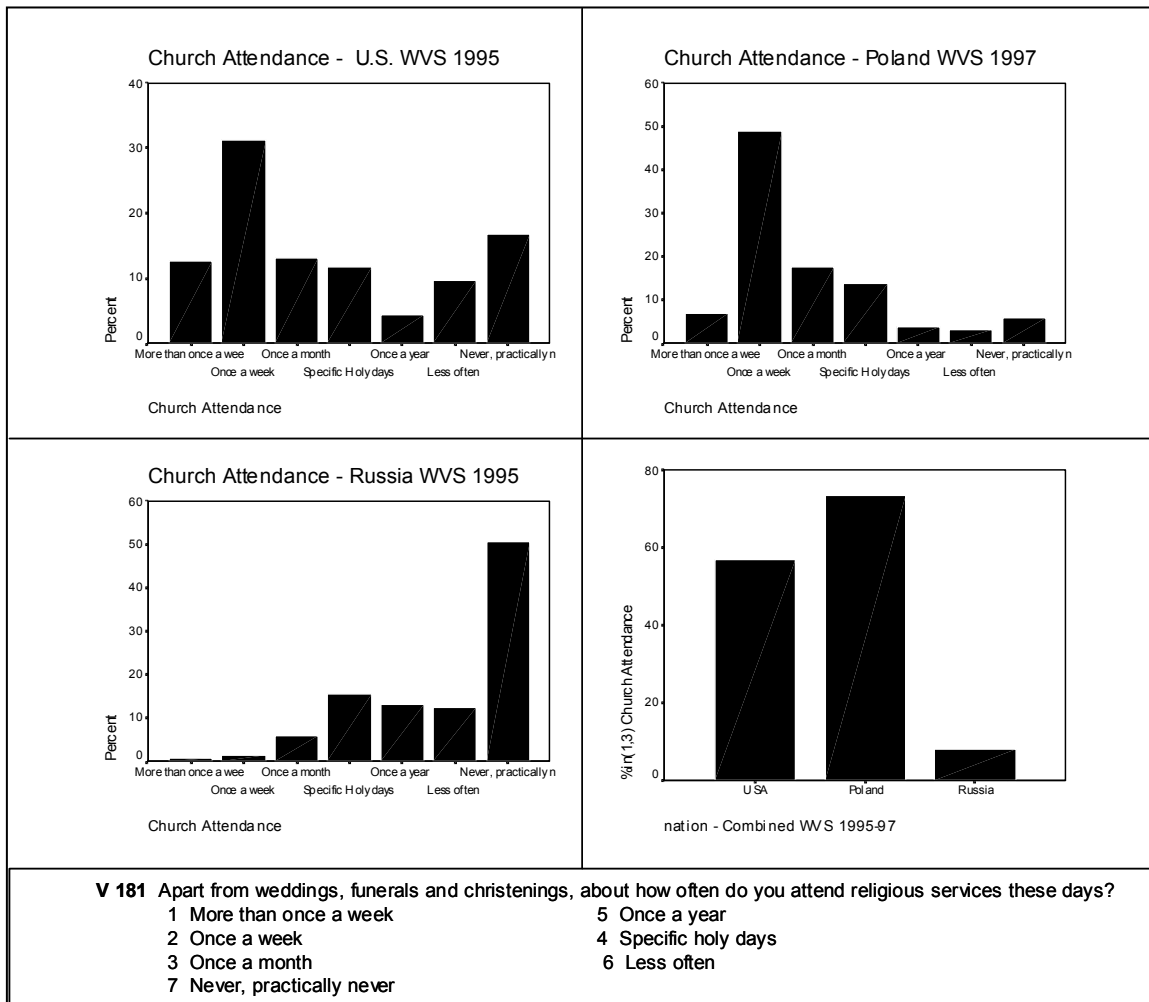 Church Attendance - U.S. WVS 1995
40
30
20
10
0
Percent
More than once a wee Once a month Once a year Never, practically n
Once a week Specific Holy days Less often
Church Attendance
Church Attendance - Poland WVS 1997
60
50
40
30
20
10
0
Percent
More than once a wee Once a month Once a year Never, practically n
Once a week Specific Holy days Less often
Church Attendance
Church Attendance - Russia WVS 1995
60
50
40
30
20
10
0
Percent
More than once a wee Once a month Once a year Never, practically n
Once a week Specific Holy days Less often
Church Attendance
80
60
40
20
0
%in(1,3) Church Attendance
USA Poland Russia
nation - Combined WVS 1995-97
V 181 Apart from weddings, funerals and christenings, about how often do you attend religious services these days?
1 More than once a week 5 Once a year
2 Once a week 4 Specific holy days
3 Once a month 6 Less often
7 Never, practically never